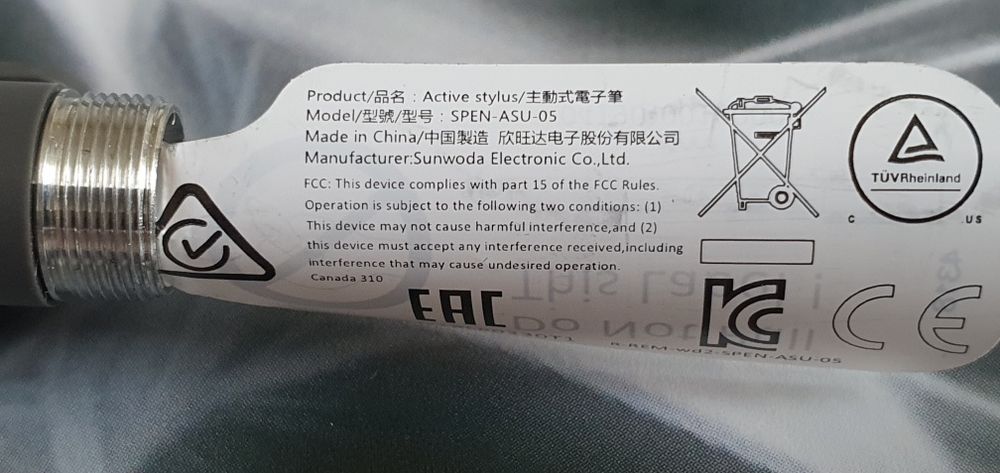 Product/品名 : Active stylus/主動式電子筆
Model/型號/型号 : SPEN-ASU-05
Made in China/中国製造 欣旺达电子股份有限公司
Manufacturer:Sunwoda Electronic Co.,Ltd.
FCC: This device complies with part 15 of the FCC Rules.
Operation is subject to the following two conditions: (1)
This device may not cause harmful interference,and (2)
this device must accept any interference received,including
interference that may cause undesired operation.
Canada 310
TÜVRheinland
C US
EAC
KC
CE
R-REM-wd2-SPEN-ASU-05
This La
Do Not